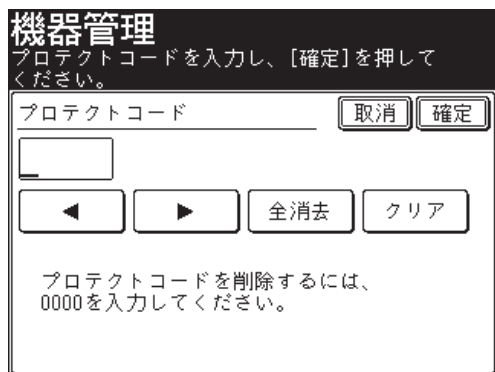 機器管理
プロテクトコードを入力し、[確定]を押して
ください。
プロテクトコード 取消 確定
◀ ▶ 全消去 クリア
プロテクトコードを削除するには、
0000を入力してください。